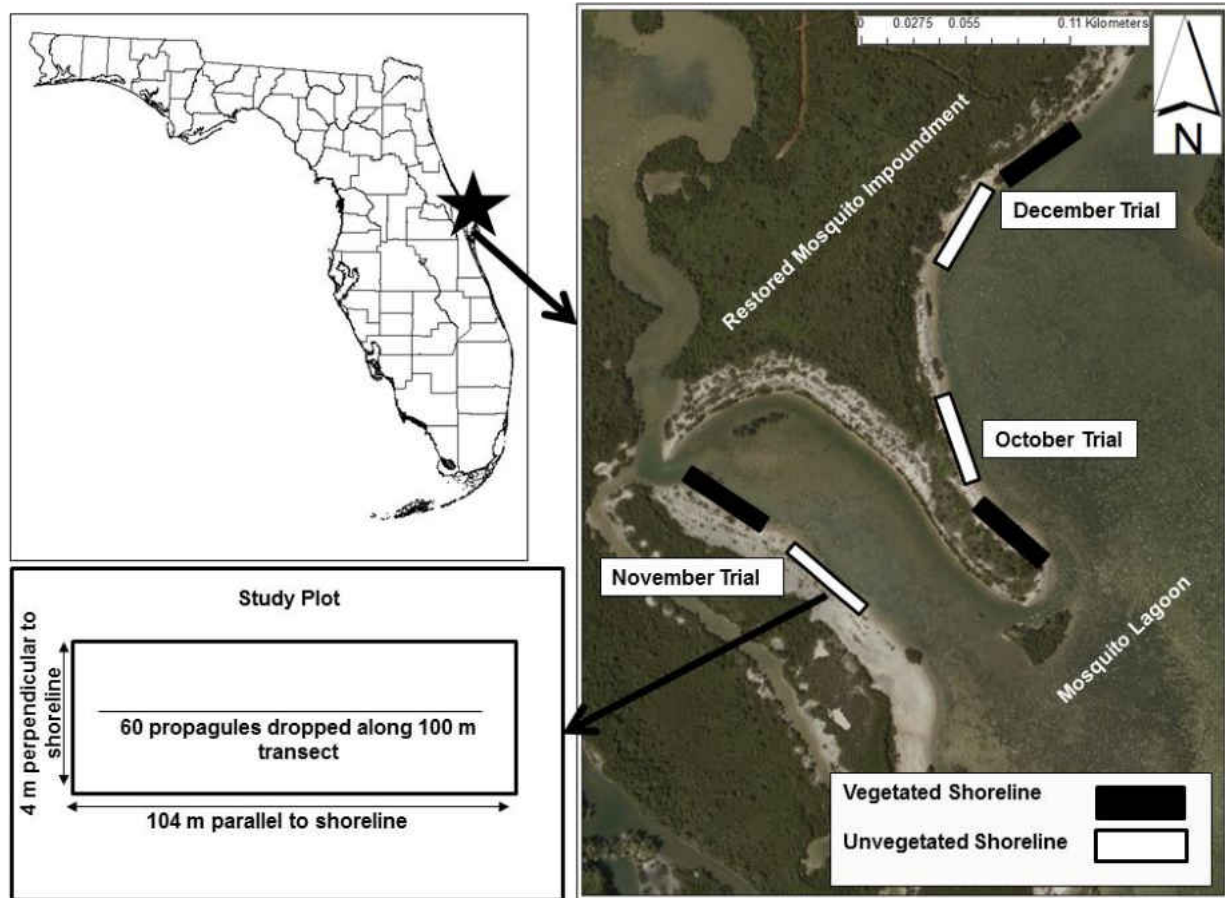 0 0.0275 0.055 0.11 Kilometers
N
Restored Mosquito Impoundment
December Trial
October Trial
November Trial
Mosquito Lagoon
Vegetated Shoreline
Unvegetated Shoreline
Study Plot
4 m perpendicular to
shoreline
60 propagules dropped along 100 m
transect
104 m parallel to shoreline